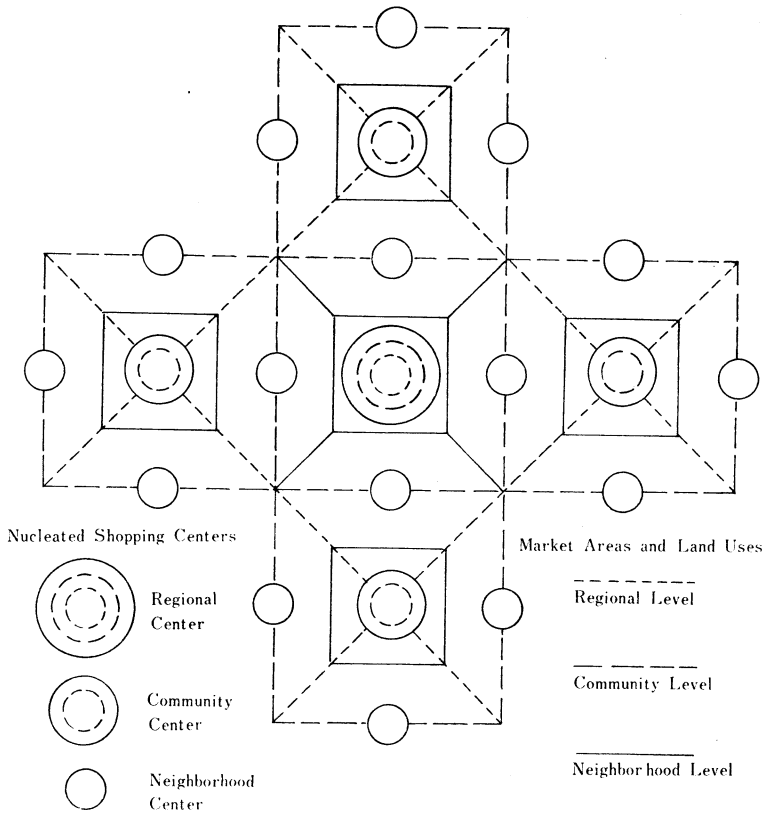 Nucleated Shopping Centers
Regional
Center
Community
Center
Neighborhood
Center
Market Areas and Land Uses
Regional Level
Community Level
Neighborhood Level